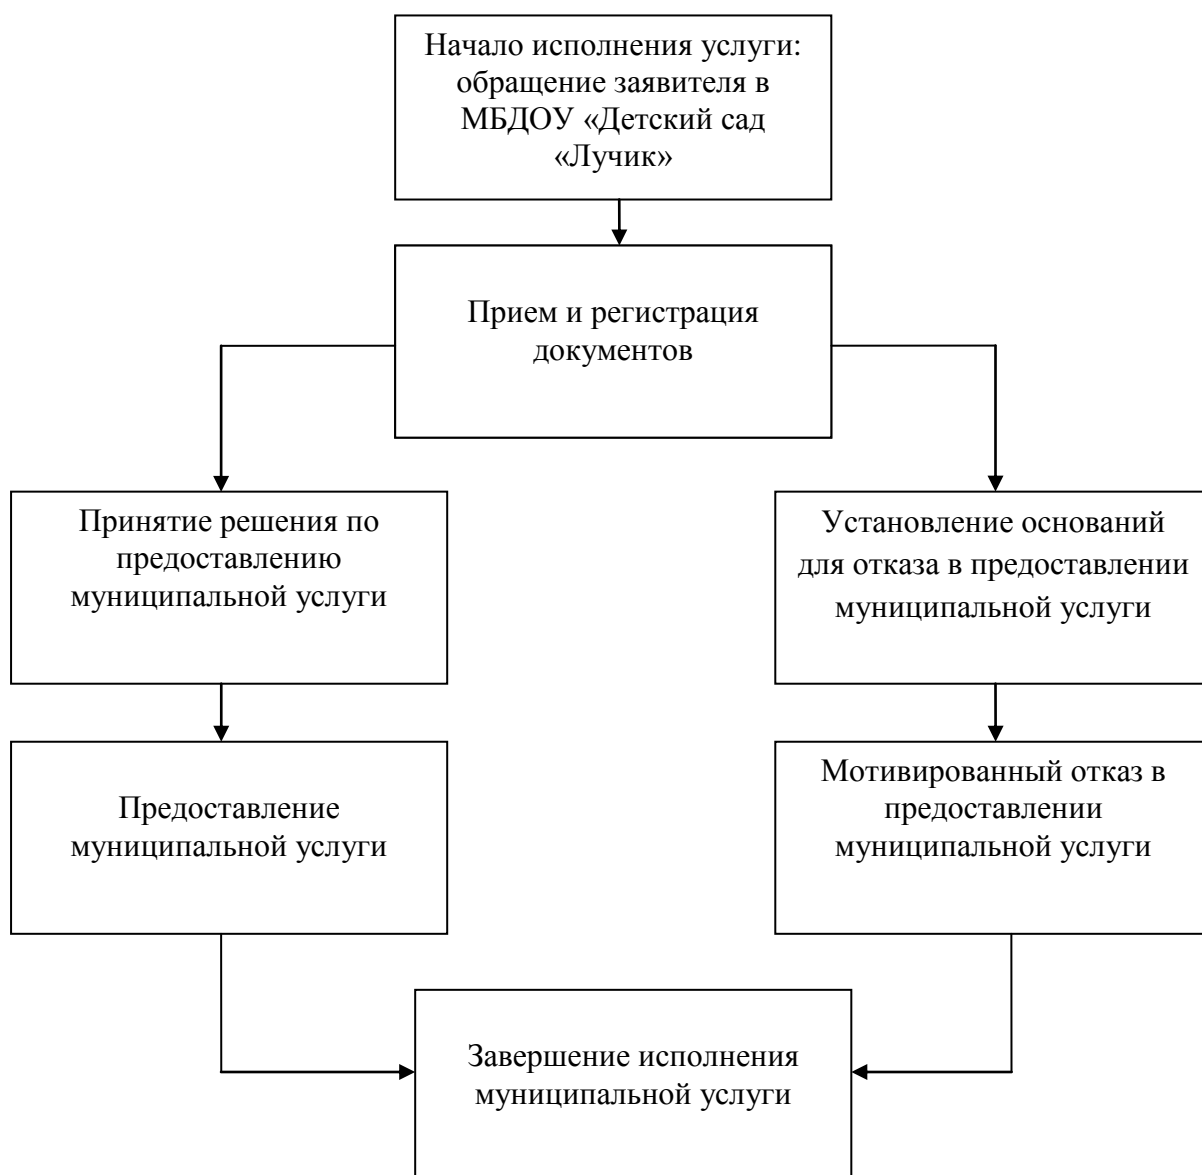 Начало исполнения услуги:
обращение заявителя в
МБДОУ «Детский сад
«Лучик»
Прием и регистрация
документов
Принятие решения по
предоставлению
муниципальной услуги
Установление оснований
для отказа в предоставлении
муниципальной услуги
Предоставление
муниципальной услуги
Мотивированный отказ в
предоставлении
муниципальной услуги
Завершение исполнения
муниципальной услуги